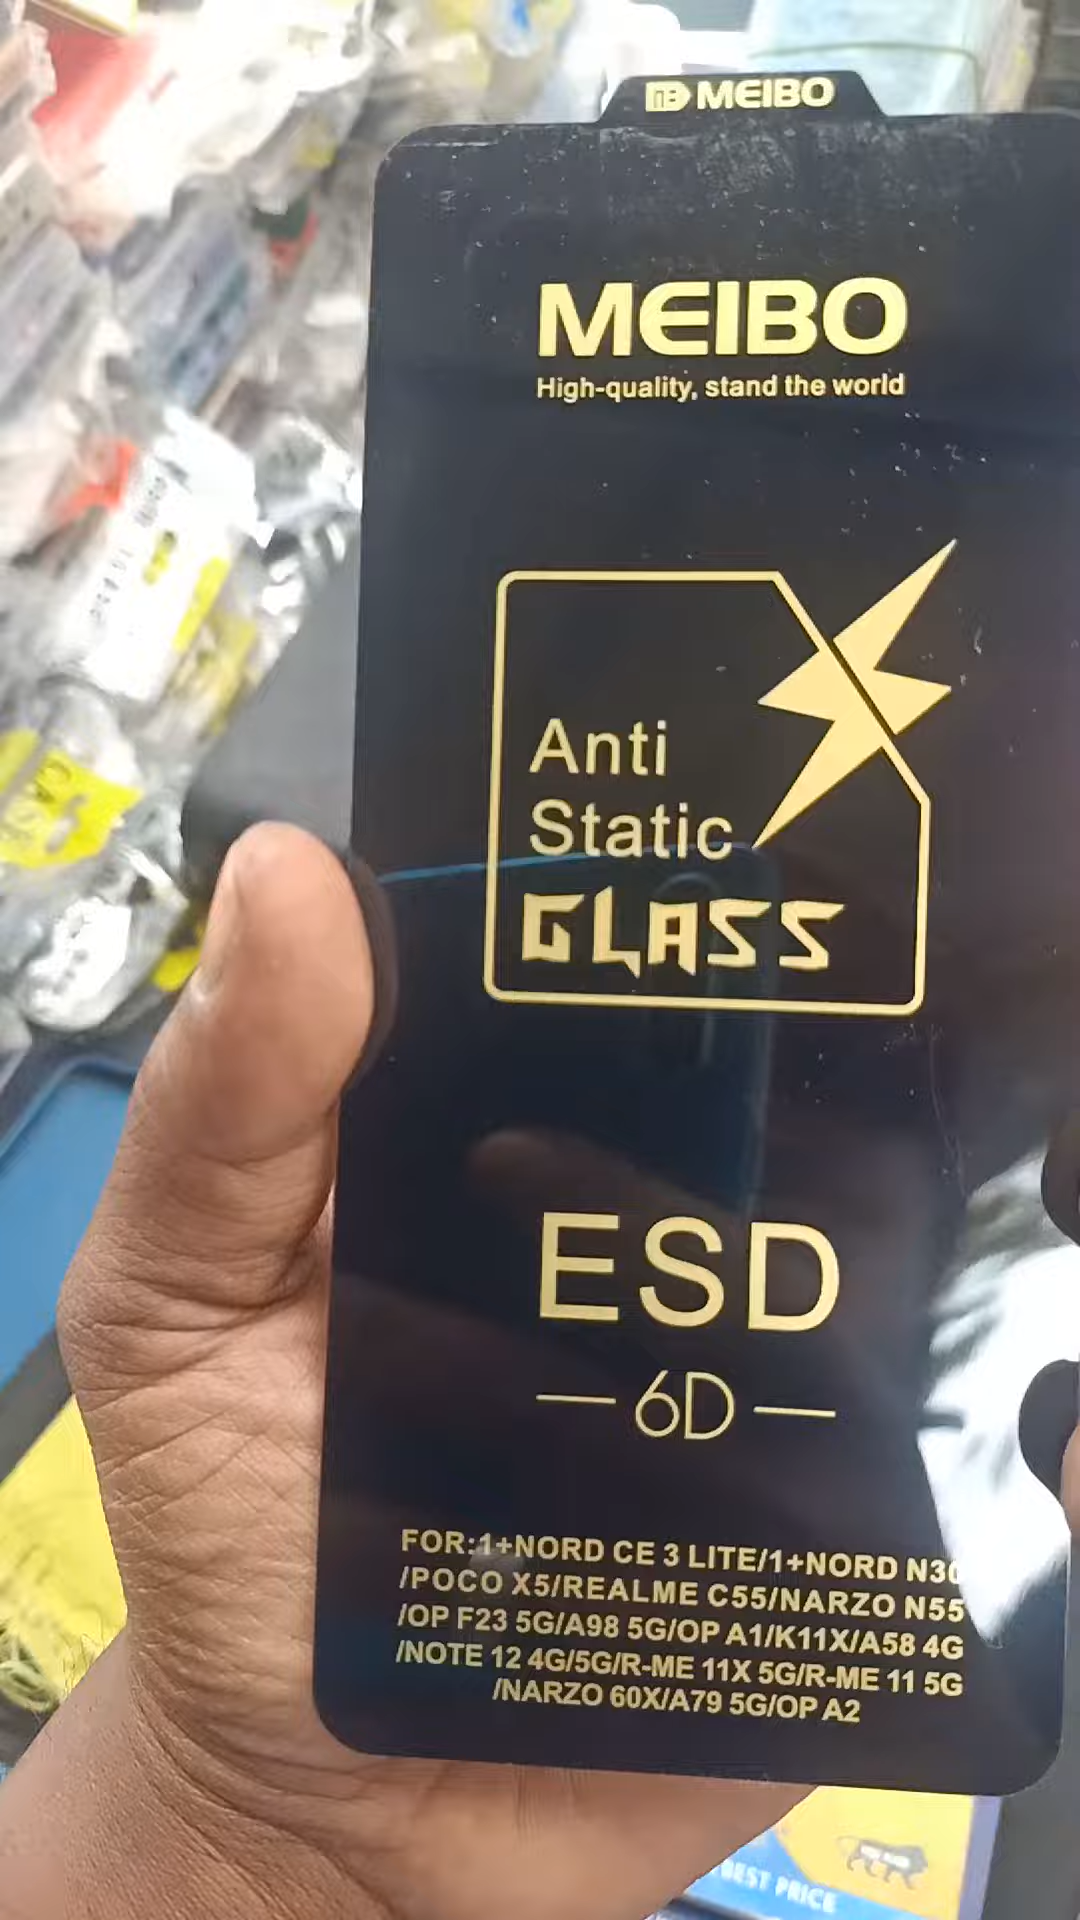 MEIBO
MEIBO
High-quality, stand the world
Anti
Static
GLASS
ESD
6D
FOR:1+NORD CE 3 LITE/1+NORD N30
/POCO X5/REALME C55/NARZO N55
/OP F23 5G/A98 5G/OP A1/K11X/A58 4G
/NOTE 12 4G/5G/R-ME 11X 5G/R-ME 11 5G
/NARZO 60X/A79 5G/OP A2
BEST PRICE